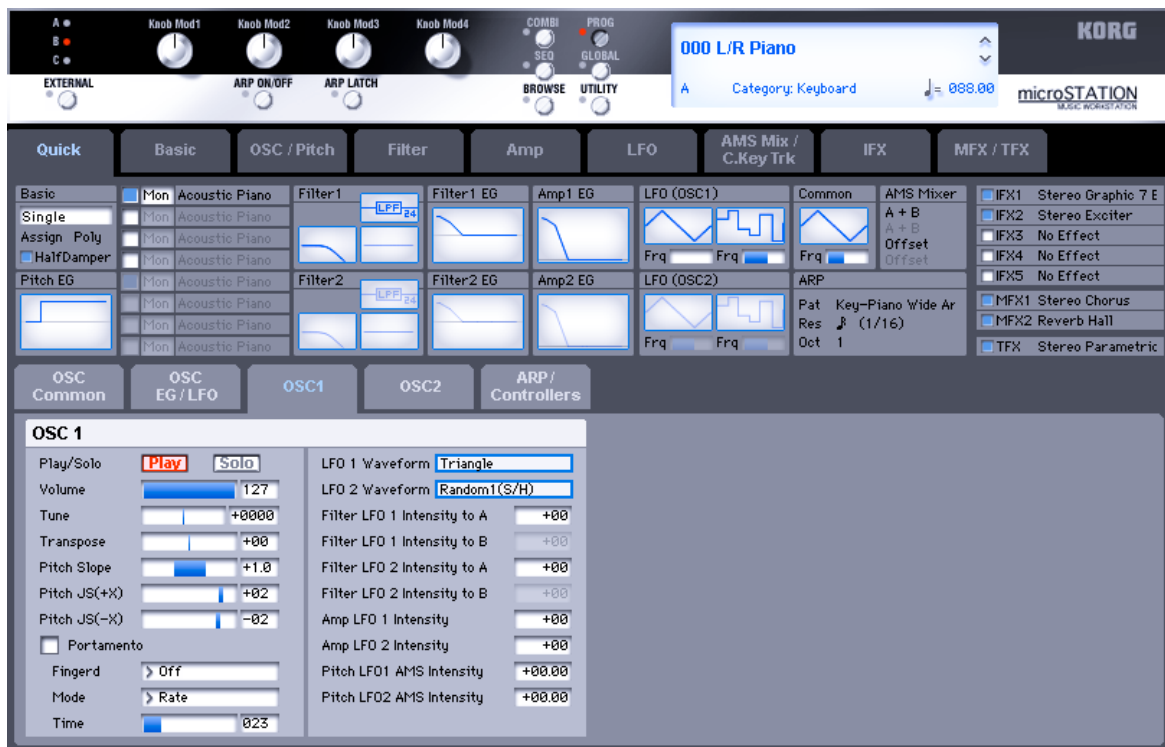 A
B
C
Knob Mod1 Knob Mod2 Knob Mod3 Knob Mod4
COMBI PROG
SEQ GLOBAL
EXTERNAL ARP ON/OFF ARP LATCH BROWSE UTILITY
000 L/R Piano
A Category: Keyboard ♩= 088.00
KORG
microSTATION
MUSIC WORKSTATION
Quick Basic OSC / Pitch Filter Amp LFO AMS Mix / C.Key Trk IFX MFX / TFX
Basic
Single
Assign Poly
HalfDamper
Pitch EG
Mon Acoustic Piano
Mon Acoustic Piano
Mon Acoustic Piano
Mon Acoustic Piano
Mon Acoustic Piano
Mon Acoustic Piano
Mon Acoustic Piano
Mon Acoustic Piano
Filter1
LPF 24
Filter2
LPF 24
Filter1 EG
Filter2 EG
Amp1 EG
Amp2 EG
LFO (OSC1)
Frq Frq
LFO (OSC2)
Frq Frq
Common
Frq
AMS Mixer
A + B
A + B
Offset
Offset
ARP
Pat Key-Piano Wide Ar
Res ♪ (1/16)
Oct 1
IFX1 Stereo Graphic 7 E
IFX2 Stereo Exciter
IFX3 No Effect
IFX4 No Effect
IFX5 No Effect
MFX1 Stereo Chorus
MFX2 Reverb Hall
TFX Stereo Parametric
OSC Common OSC EG / LFO OSC1 OSC2 ARP / Controllers
OSC 1
Play/Solo Play Solo
Volume 127
Tune +0000
Transpose +00
Pitch Slope +1.0
Pitch JS(+X) +02
Pitch JS(-X) -02
Portamento
Fingerd Off
Mode Rate
Time 023
LFO 1 Waveform Triangle
LFO 2 Waveform Random1(S/H)
Filter LFO 1 Intensity to A +00
Filter LFO 1 Intensity to B +00
Filter LFO 2 Intensity to A +00
Filter LFO 2 Intensity to B +00
Amp LFO 1 Intensity +00
Amp LFO 2 Intensity +00
Pitch LFO1 AMS Intensity +00.00
Pitch LFO2 AMS Intensity +00.00